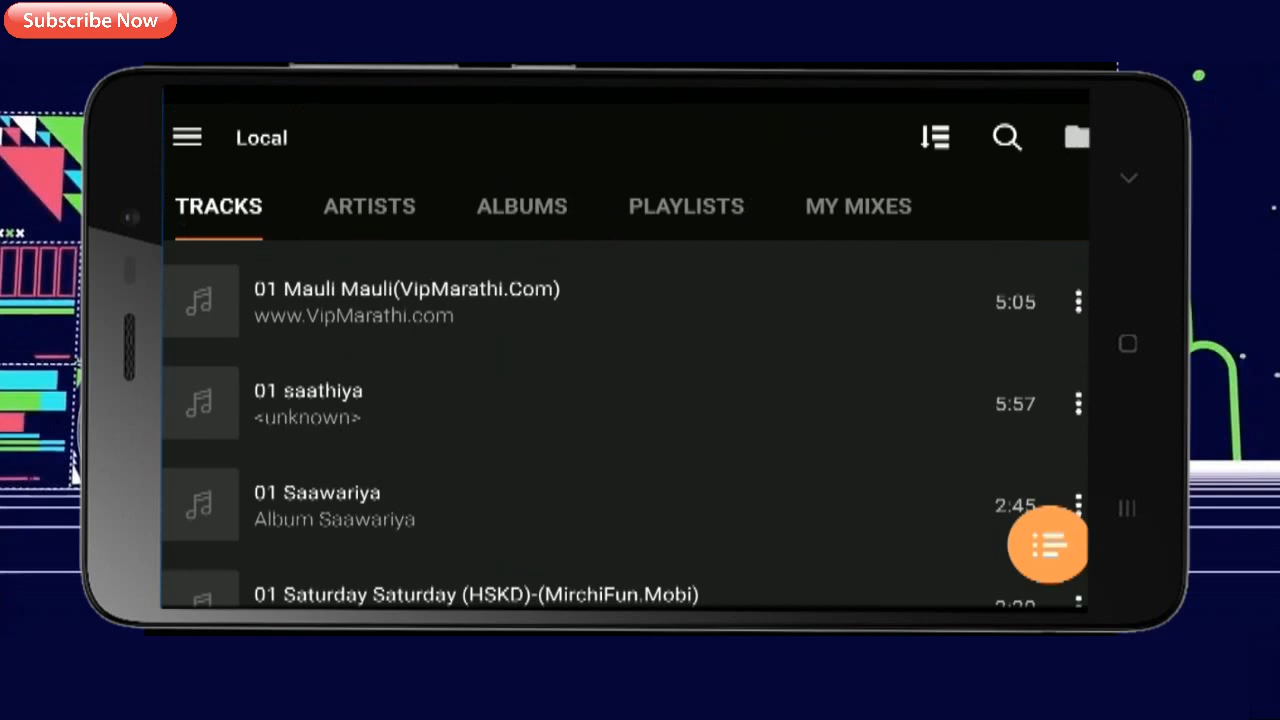 Subscribe Now
Local
TRACKS ARTISTS ALBUMS PLAYLISTS MY MIXES
01 Mauli Mauli(VipMarathi.Com)
www.VipMarathi.com
5:05
01 saathiya
<unknown>
5:57
01 Saawariya
Album Saawariya
2:45
01 Saturday Saturday (HSKD)-(MirchiFun.Mobi)